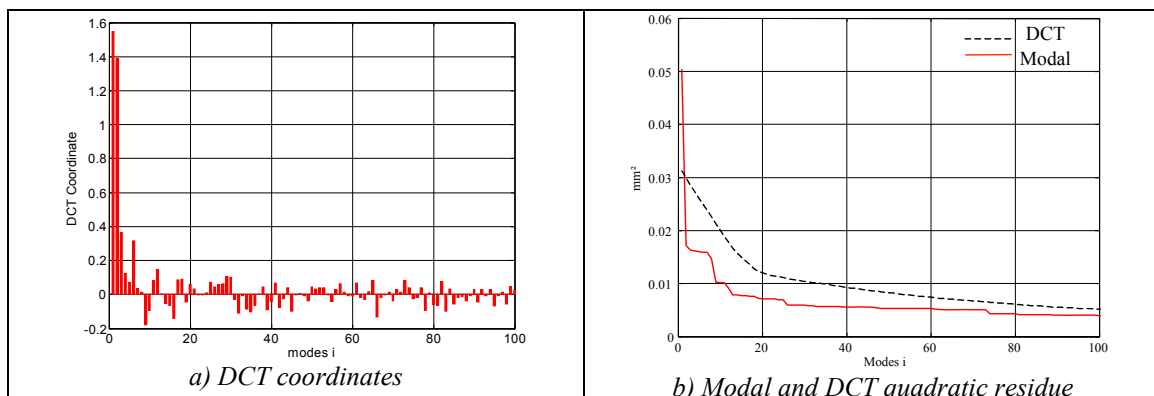 1.6
1.4
1.2
1
0.8
0.6
0.4
0.2
0
-0.2
DCT Coordinate
0 20 40 60 80 100
modes i
a) DCT coordinates
0.06
0.05
0.04
0.03
0.02
0.01
0
mm²
DCT
Modal
0 20 40 60 80 100
Modes i
b) Modal and DCT quadratic residue